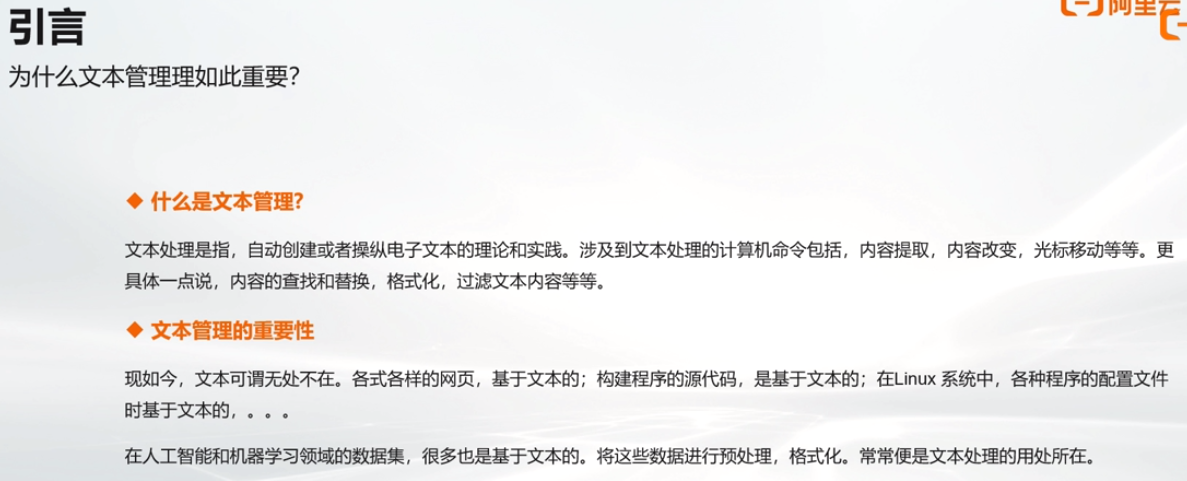 引言
阿里云
为什么文本管理理如此重要?
◆ 什么是文本管理?
文本处理是指，自动创建或者操纵电子文本的理论和实践。涉及到文本处理的计算机命令包括，内容提取，内容改变，光标移动等等。更
具体一点说，内容的查找和替换，格式化，过滤文本内容等等。
◆ 文本管理的重要性
现如今，文本可谓无处不在。各式各样的网页，基于文本的；构建程序的源代码，是基于文本的；在Linux 系统中，各种程序的配置文件
时基于文本的，。。。
在人工智能和机器学习领域的数据集，很多也是基于文本的。将这些数据进行预处理，格式化。常常便是文本处理的用处所在。